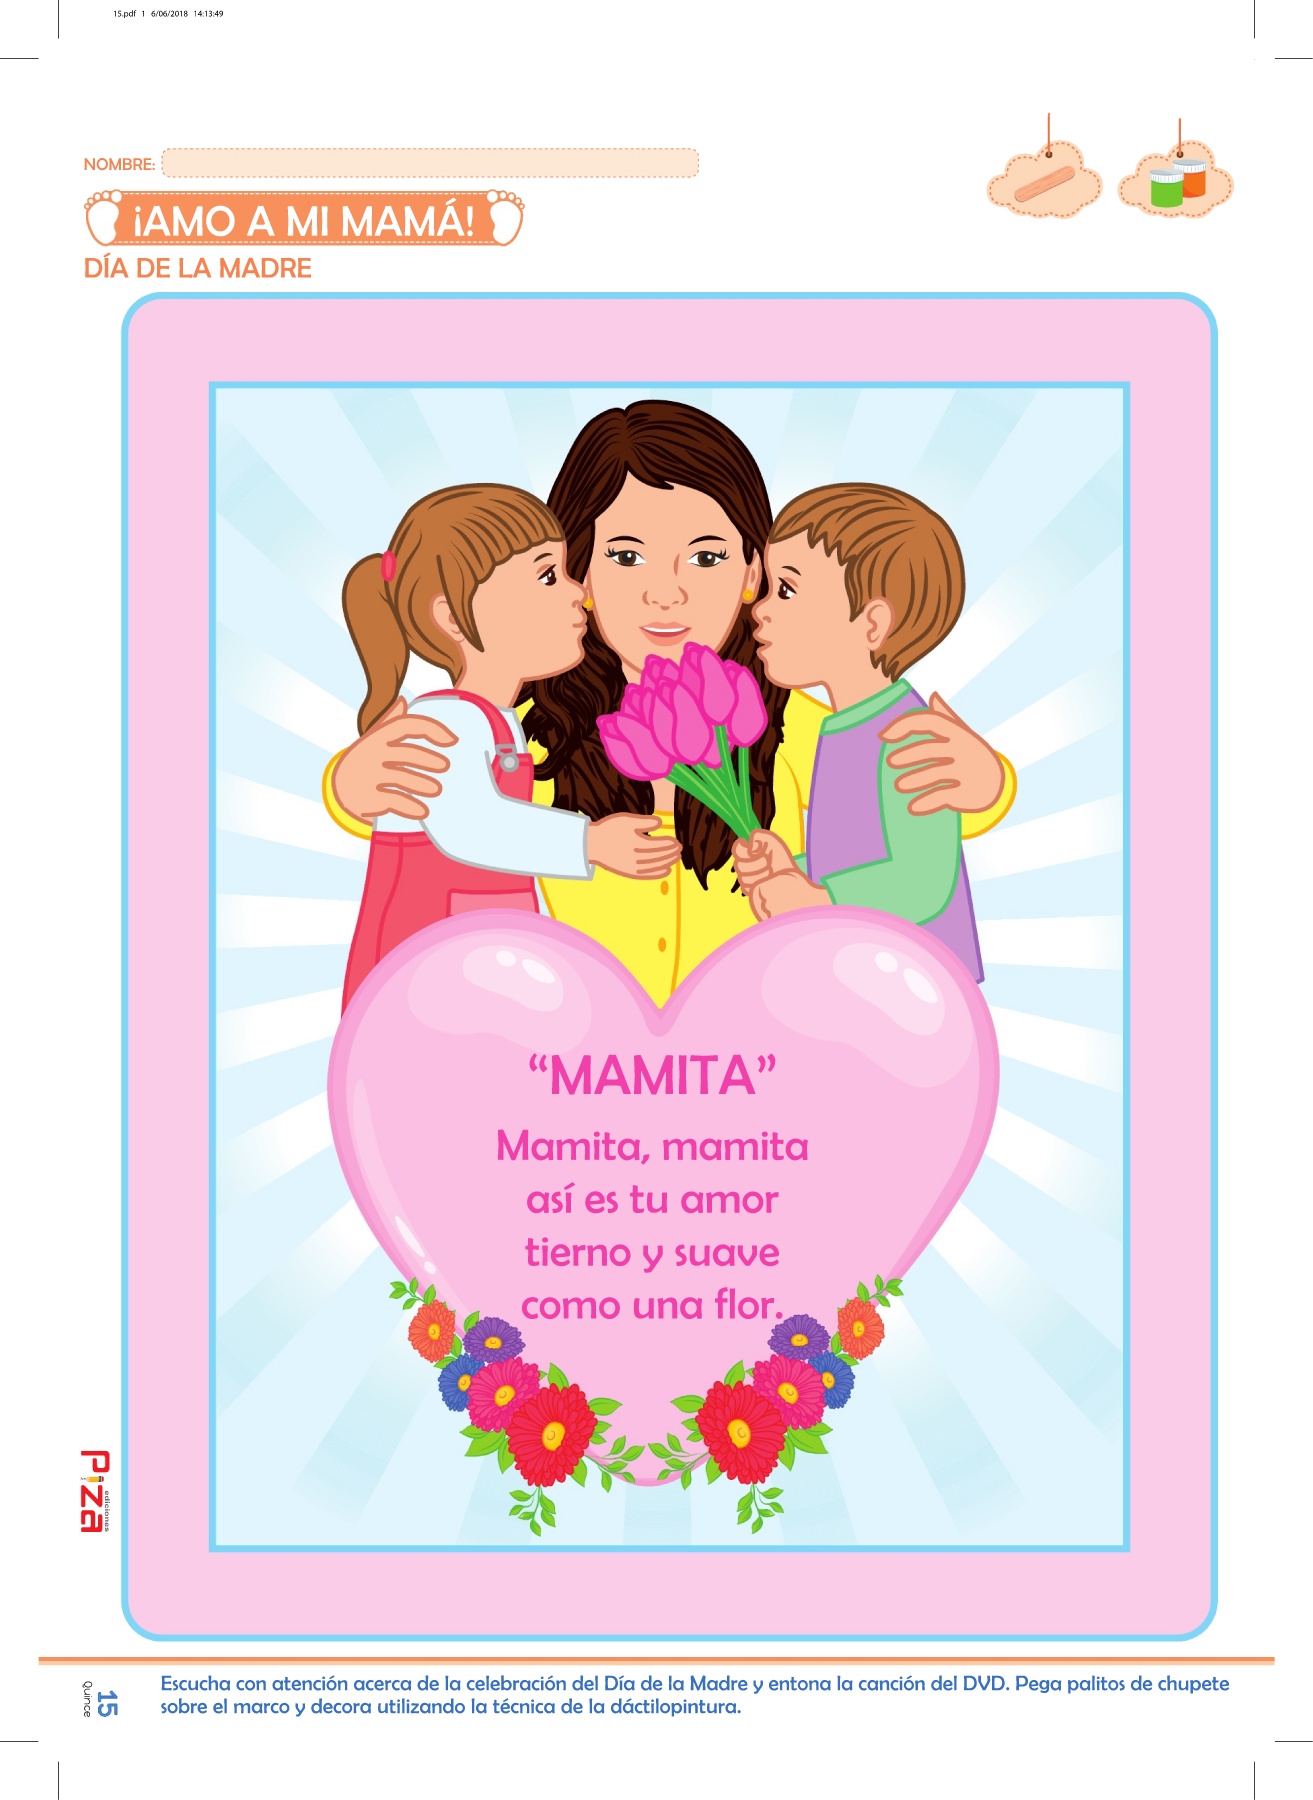 15.pdf 1 6/06/2018 14:13:49
NOMBRE:
¡AMO A MI MAMÁ!
DÍA DE LA MADRE
“MAMITA”
Mamita, mamita
así es tu amor
tierno y suave
como una flor.
Piza
ediciones
15
Quince
Escucha con atención acerca de la celebración del Día de la Madre y entona la canción del DVD. Pega palitos de chupete
sobre el marco y decora utilizando la técnica de la dáctilopintura.